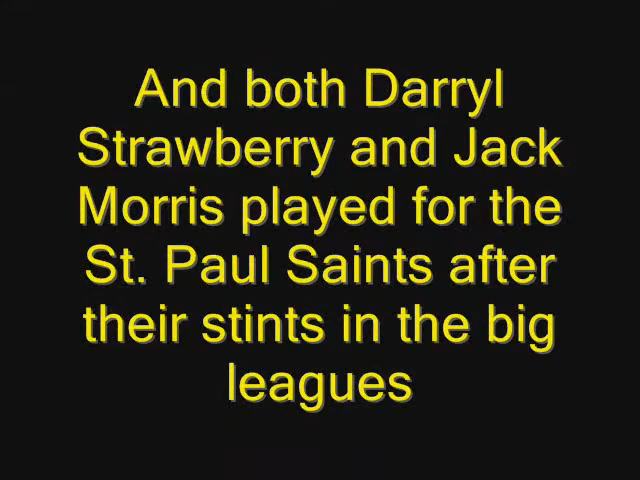 And both Darryl
Strawberry and Jack
Morris played for the
St. Paul Saints after
their stints in the big
leagues